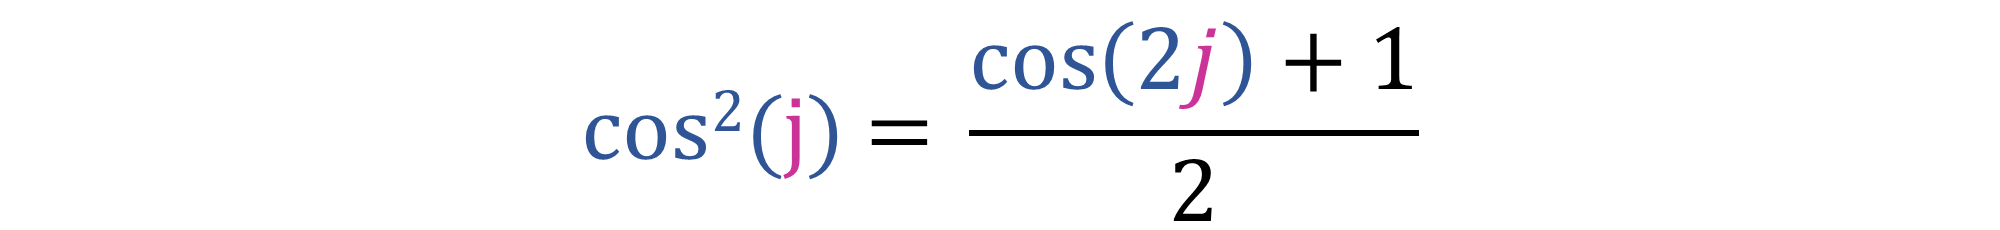 cos²(j) = (cos(2j) + 1)/2